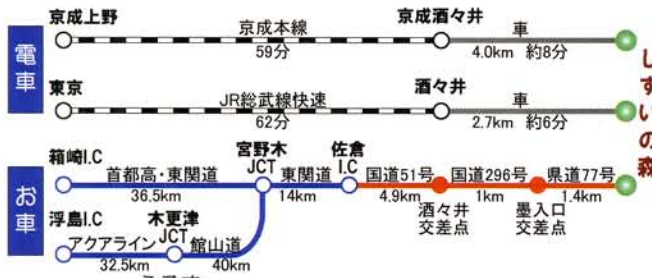 電車
京成上野
京成本線
59分
京成酒々井
車
4.0km 約8分
東京
JR総武線快速
62分
酒々井
車
2.7km 約6分
しすいの森
お車
箱崎I.C
首都高・東関道
36.5km
宮野木
JCT
東関道
14km
佐倉
I.C
国道51号
4.9km
酒々井
交差点
国道296号
1km
墨入口
交差点
県道77号
1.4km
浮島I.C
アクアライン
32.5km
木更津
JCT
館山道
40km